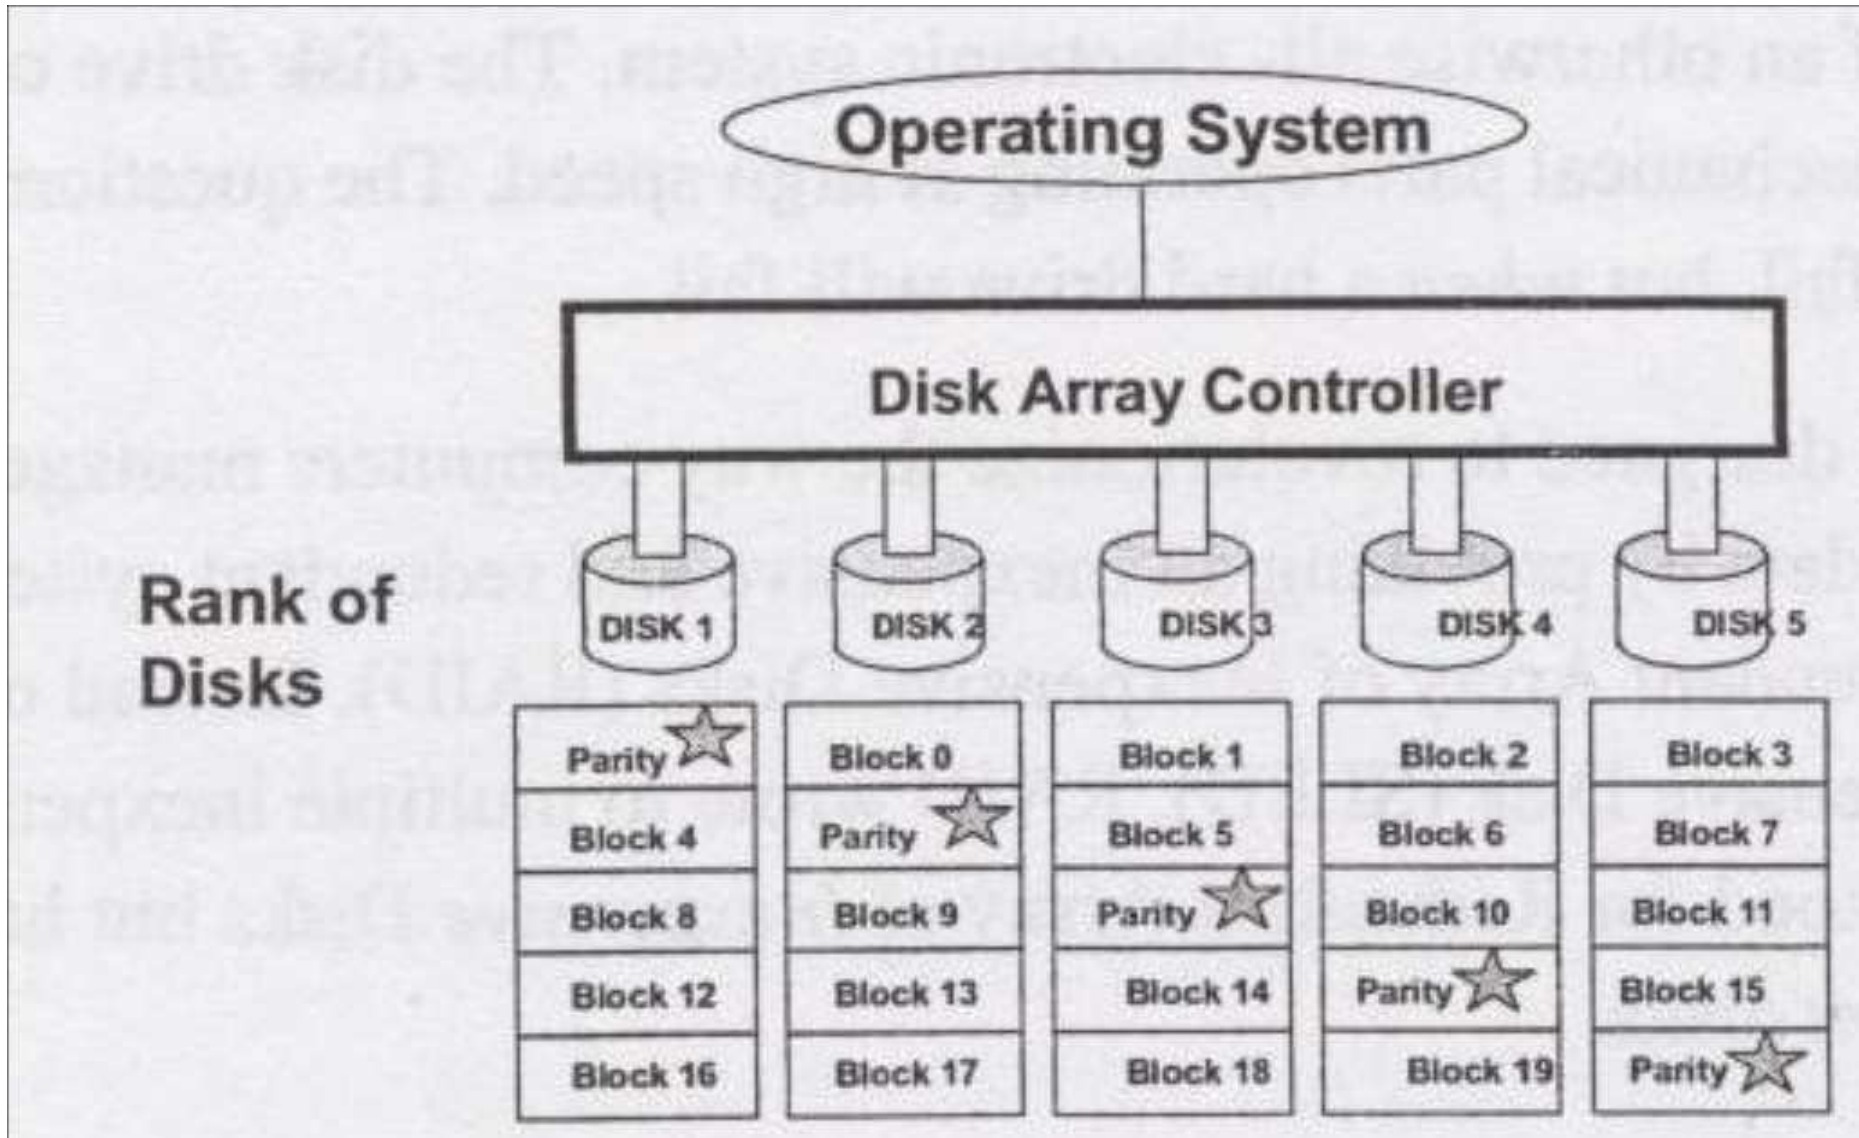 Operating System
Disk Array Controller
Rank of
Disks
DISK 1 DISK 2 DISK 3 DISK 4 DISK 5
Parity Block 0 Block 1 Block 2 Block 3
Block 4 Parity Block 5 Block 6 Block 7
Block 8 Block 9 Parity Block 10 Block 11
Block 12 Block 13 Block 14 Parity Block 15
Block 16 Block 17 Block 18 Block 19 Parity